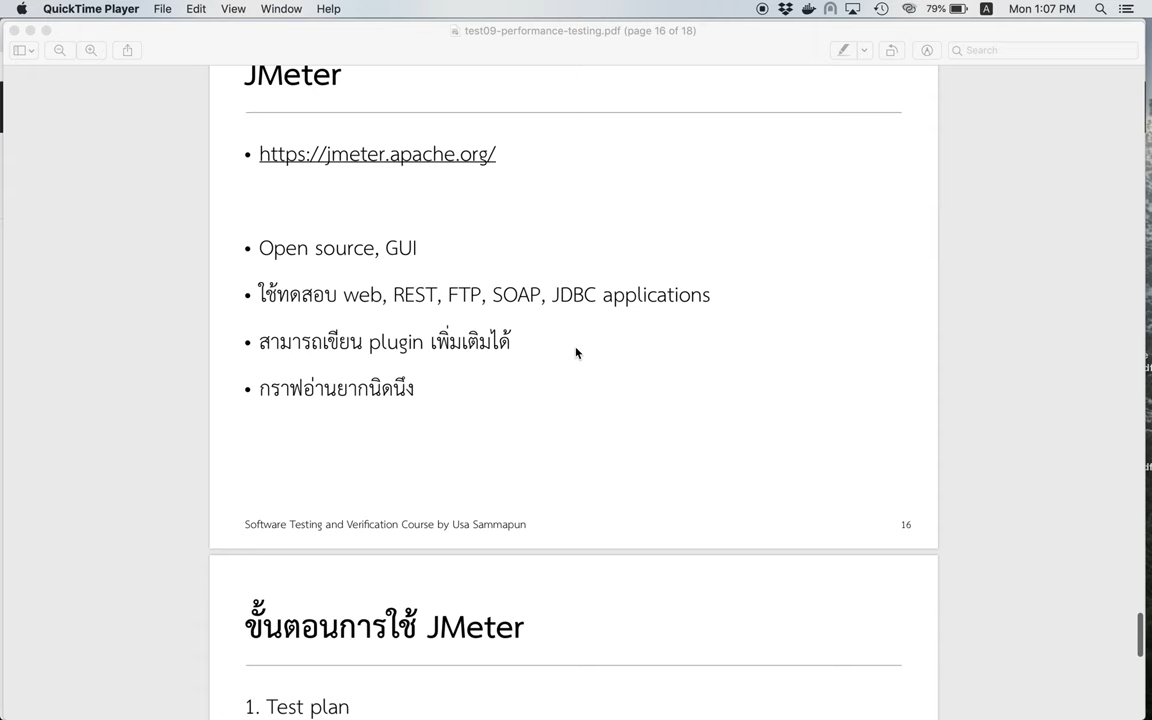 QuickTime Player File Edit View Window Help 79% A Mon 1:07 PM
test09-performance-testing.pdf (page 16 of 18)
Search
JMeter
• https://jmeter.apache.org/
• Open source, GUI
• ใช้ทดสอบ web, REST, FTP, SOAP, JDBC applications
• สามารถเขียน plugin เพิ่มเติมได้
• กราฟอ่านยากนิดนึง
Software Testing and Verification Course by Usa Sammapun 16
ขั้นตอนการใช้ JMeter
1. Test plan